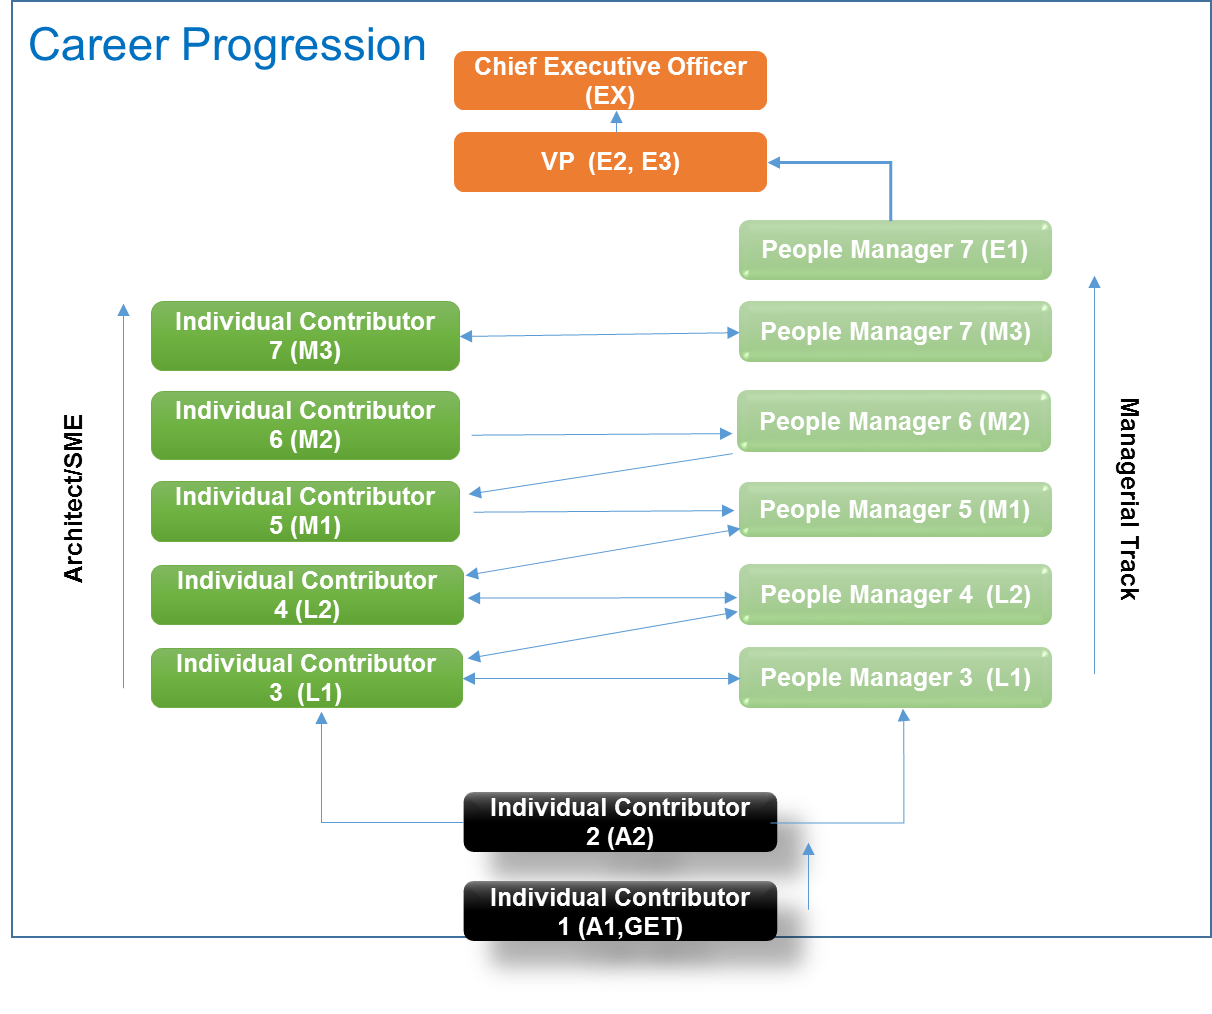 Career Progression
Chief Executive Officer
(EX)
VP  (E2, E3)
People Manager 7 (E1)
Individual Contributor
7 (M3)
People Manager 7 (M3)
Individual Contributor
6 (M2)
People Manager 6 (M2)
Individual Contributor
5 (M1)
People Manager 5 (M1)
Individual Contributor
4 (L2)
People Manager 4  (L2)
Individual Contributor
3  (L1)
People Manager 3  (L1)
Architect/SME
Managerial Track
Individual Contributor
2 (A2)
Individual Contributor
1 (A1,GET)